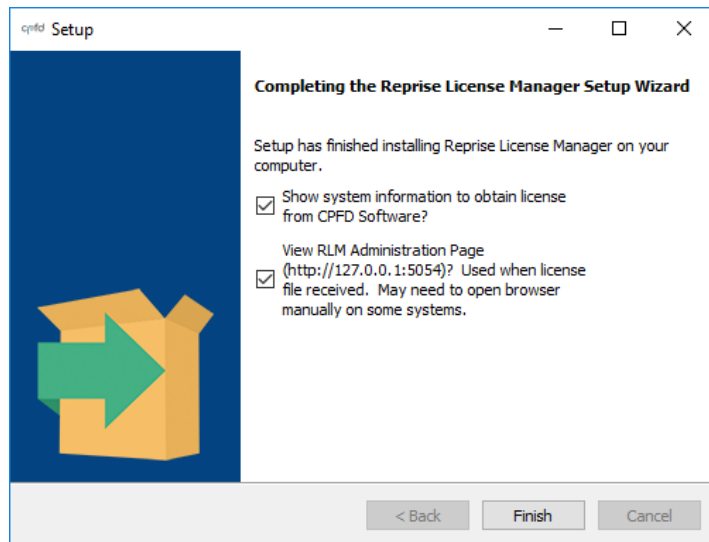 cpfd Setup
Completing the Reprise License Manager Setup Wizard
Setup has finished installing Reprise License Manager on your
computer.
Show system information to obtain license
from CPFD Software?
View RLM Administration Page
(http://127.0.0.1:5054)? Used when license
file received. May need to open browser
manually on some systems.
< Back
Finish
Cancel